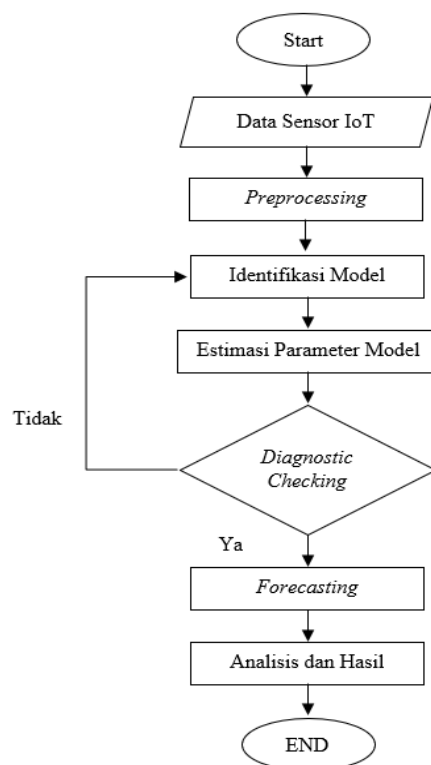 Start
Data Sensor IoT
Preprocessing
Identifikasi Model
Estimasi Parameter Model
Tidak
Diagnostic
Checking
Ya
Forecasting
Analisis dan Hasil
END